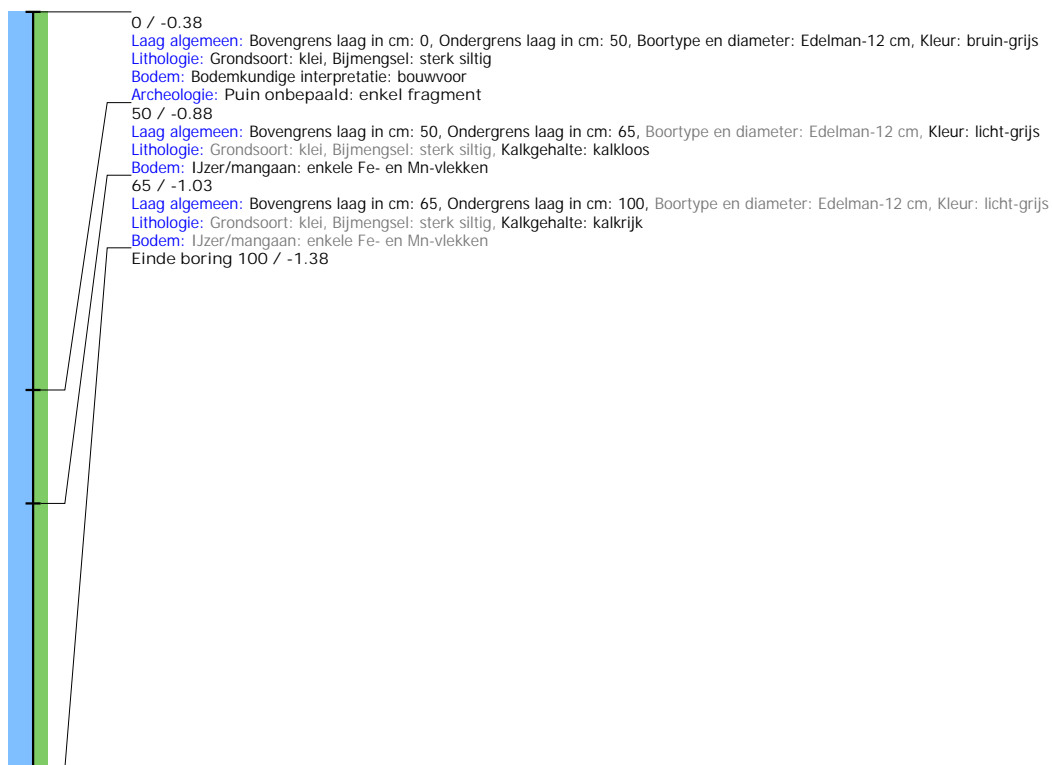 0 / -0.38
Laag algemeen: Bovengrens laag in cm: 0, Ondergrens laag in cm: 50, Boortype en diameter: Edelman-12 cm, Kleur: bruin-grijs
Lithologie: Grondsoort: klei, Bijmengsel: sterk siltig
Bodem: Bodemkundige interpretatie: bouwvoor
Archeologie: Puin onbepaald: enkel fragment
50 / -0.88
Laag algemeen: Bovengrens laag in cm: 50, Ondergrens laag in cm: 65, Boortype en diameter: Edelman-12 cm, Kleur: licht-grijs
Lithologie: Grondsoort: klei, Bijmengsel: sterk siltig, Kalkgehalte: kalkloos
Bodem: IJzer/mangaan: enkele Fe- en Mn-vlekken
65 / -1.03
Laag algemeen: Bovengrens laag in cm: 65, Ondergrens laag in cm: 100, Boortype en diameter: Edelman-12 cm, Kleur: licht-grijs
Lithologie: Grondsoort: klei, Bijmengsel: sterk siltig, Kalkgehalte: kalkrijk
Bodem: IJzer/mangaan: enkele Fe- en Mn-vlekken
Einde boring 100 / -1.38